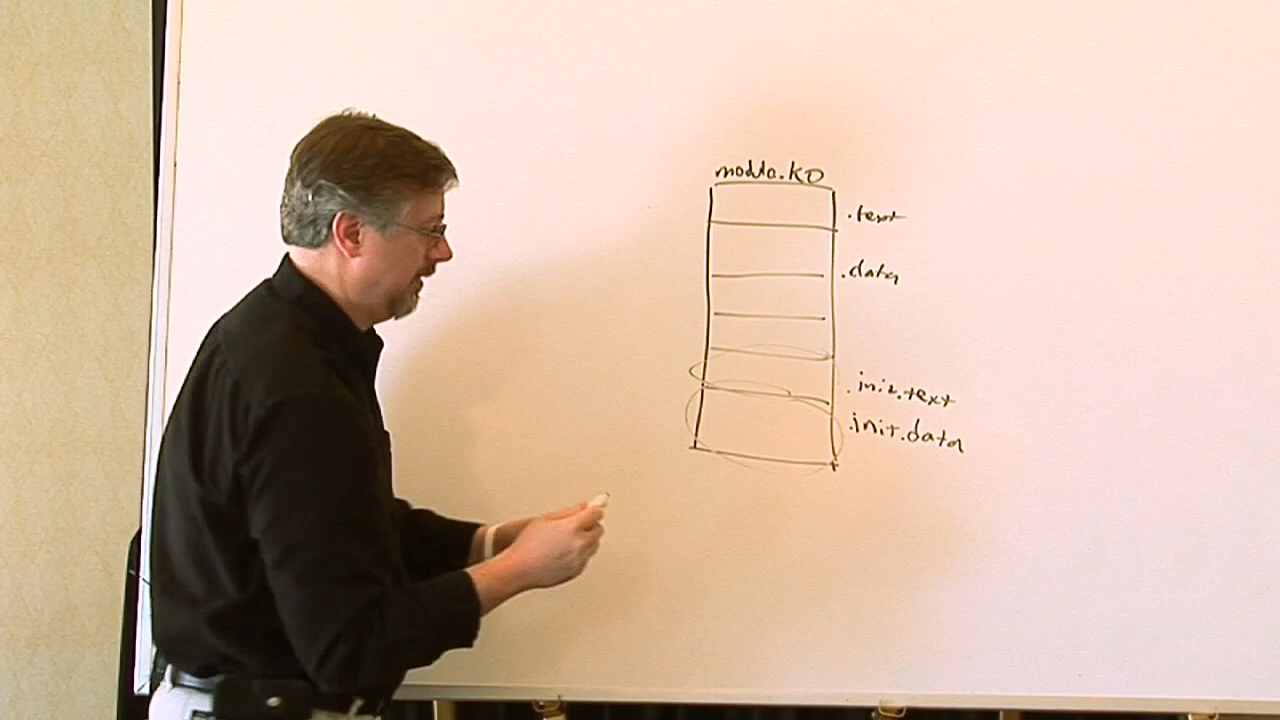 module.ko
.text
.data
.init.text
.init.data